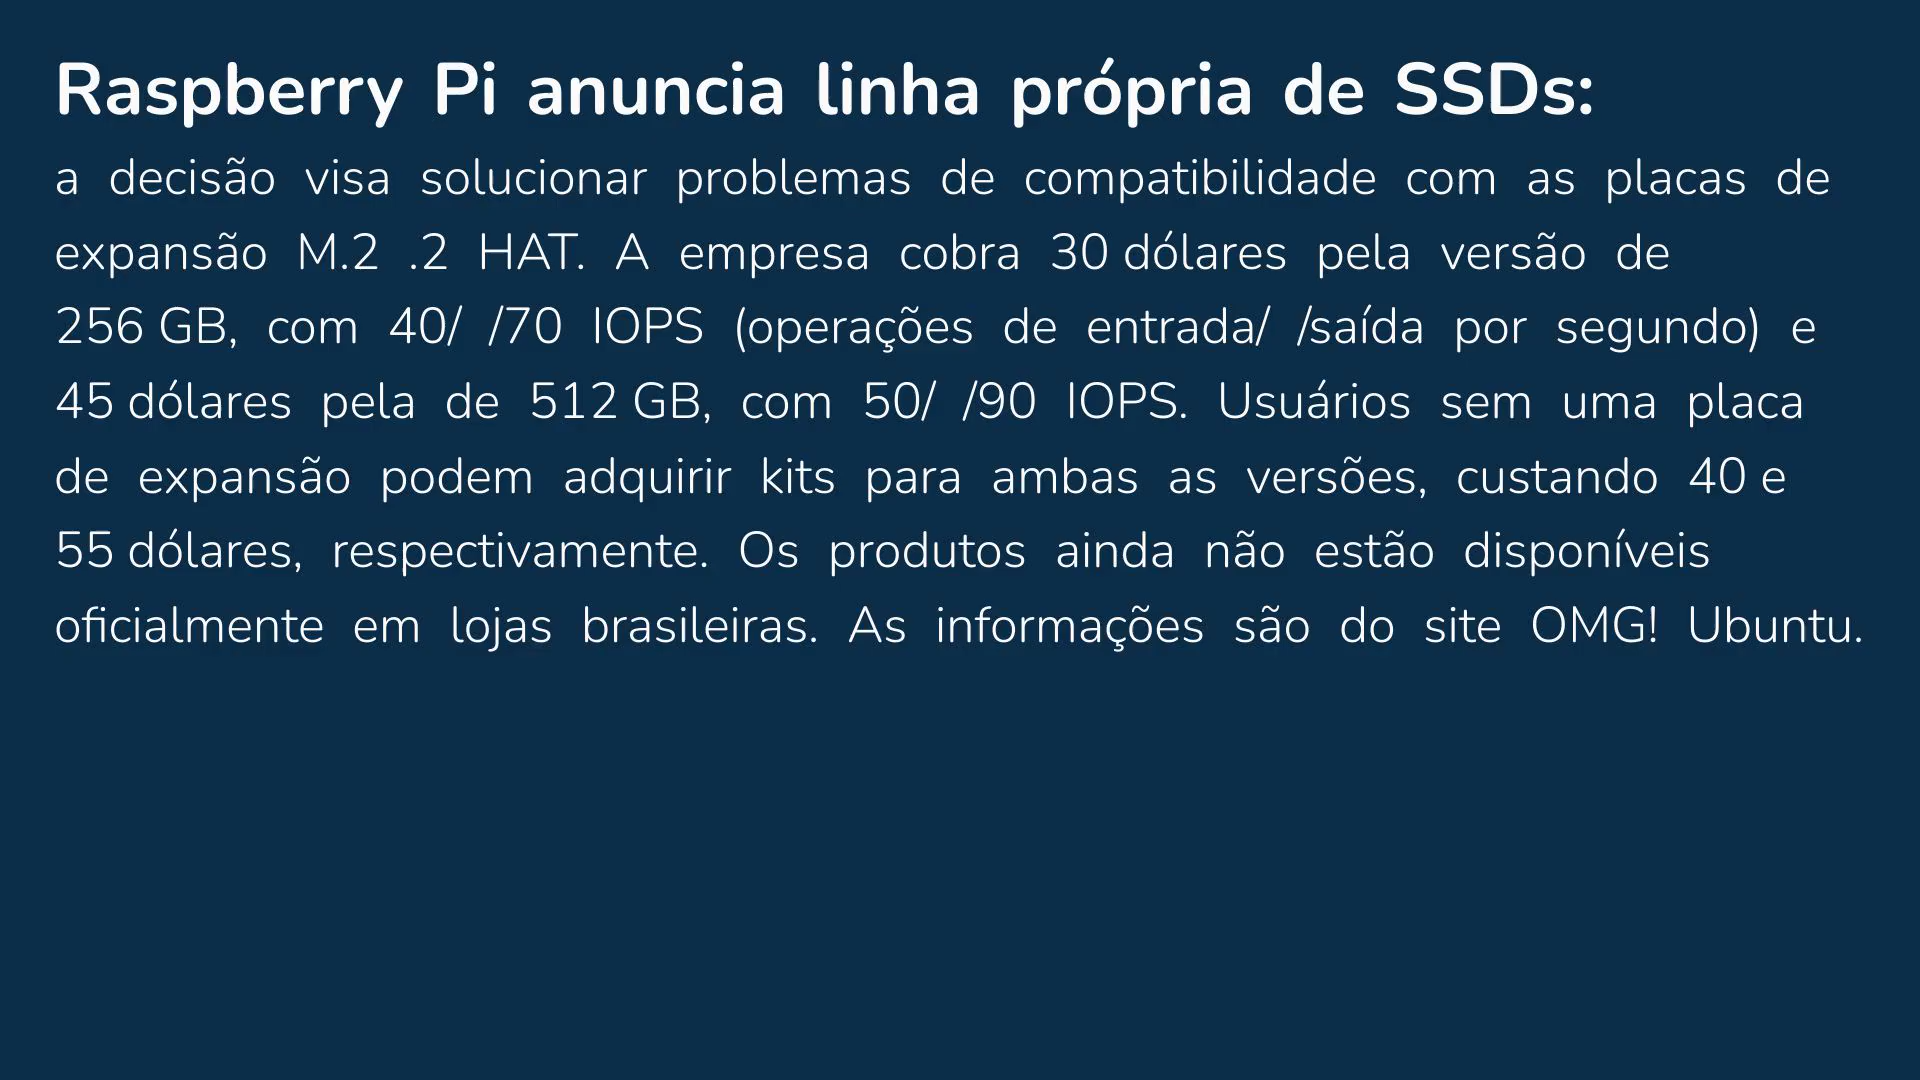 Raspberry Pi anuncia linha própria de SSDs:
a decisão visa solucionar problemas de compatibilidade com as placas de
expansão M.2 .2 HAT. A empresa cobra 30 dólares pela versão de
256 GB, com 40/ /70 IOPS (operações de entrada/ /saída por segundo) e
45 dólares pela de 512 GB, com 50/ /90 IOPS. Usuários sem uma placa
de expansão podem adquirir kits para ambas as versões, custando 40 e
55 dólares, respectivamente. Os produtos ainda não estão disponíveis
oficialmente em lojas brasileiras. As informações são do site OMG! Ubuntu.